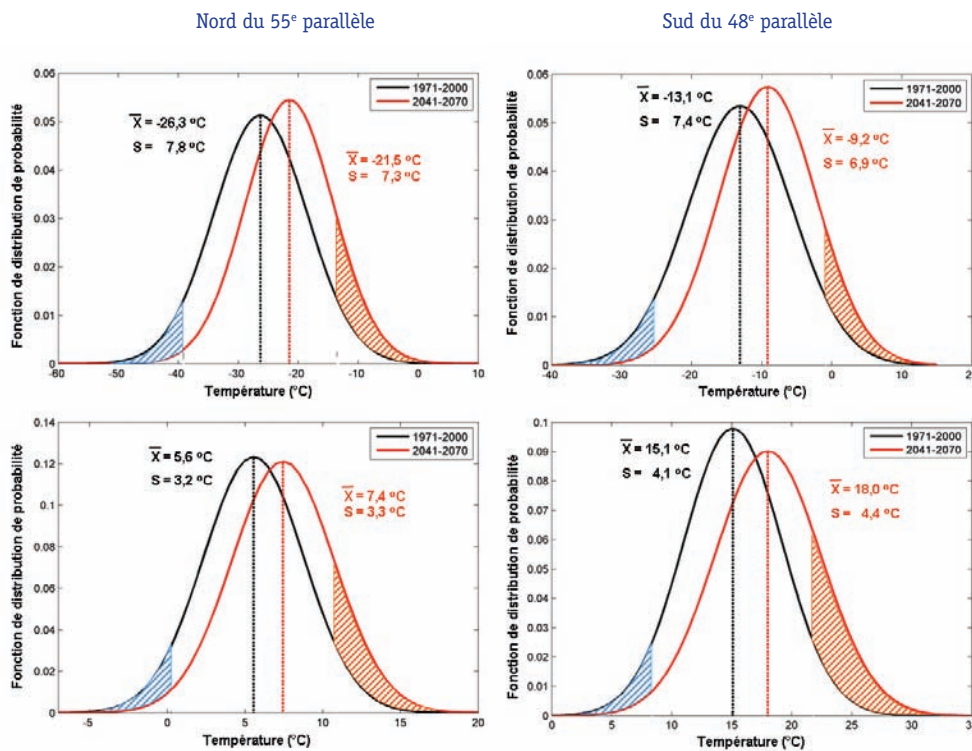 Nord du 55e parallèle
Sud du 48e parallèle
Fonction de distribution de probabilité
0.06
0.05
0.04
0.03
0.02
0.01
0
1971-2000
2041-2070
X = -26,3 ºC
S = 7,8 ºC
X = -21,5 ºC
S = 7,3 ºC
-60 -50 -40 -30 -20 -10 0 10
Température (°C)
Fonction de distribution de probabilité
0.06
0.05
0.04
0.03
0.02
0.01
0
1971-2000
2041-2070
X = -13,1 ºC
S = 7,4 ºC
X = -9,2 ºC
S = 6,9 ºC
-40 -30 -20 -10 0 10
Température (°C)
Fonction de distribution de probabilité
0.14
0.12
0.10
0.08
0.06
0.04
0.02
0
1971-2000
2041-2070
X = 5,6 ºC
S = 3,2 ºC
X = 7,4 ºC
S = 3,3 ºC
-5 0 5 10 15 20
Température (°C)
Fonction de distribution de probabilité
0.1
0.09
0.08
0.07
0.06
0.05
0.04
0.03
0.02
0.01
0
1971-2000
2041-2070
X = 15,1 ºC
S = 4,1 ºC
X = 18,0 ºC
S = 4,4 ºC
0 5 10 15 20 25 30
Température (°C)